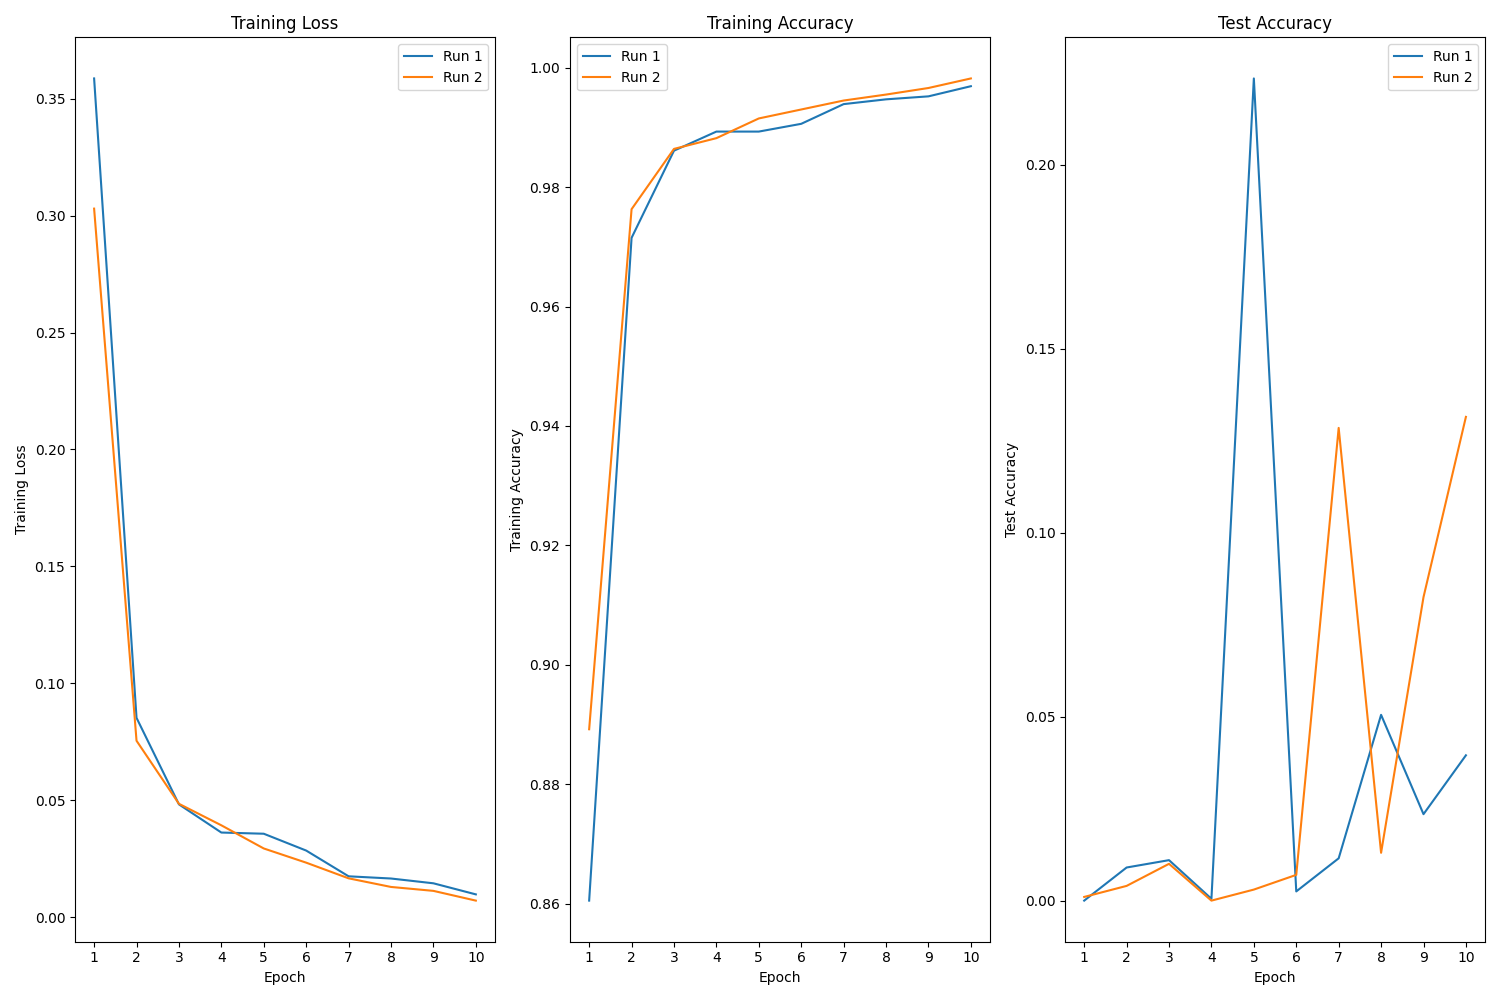 Training Loss
Training Loss
0.35
0.30
0.25
0.20
0.15
0.10
0.05
0.00
1 2 3 4 5 6 7 8 9 10
Epoch
Run 1
Run 2
Training Accuracy
Training Accuracy
1.00
0.98
0.96
0.94
0.92
0.90
0.88
0.86
1 2 3 4 5 6 7 8 9 10
Epoch
Run 1
Run 2
Test Accuracy
Test Accuracy
0.20
0.15
0.10
0.05
0.00
1 2 3 4 5 6 7 8 9 10
Epoch
Run 1
Run 2